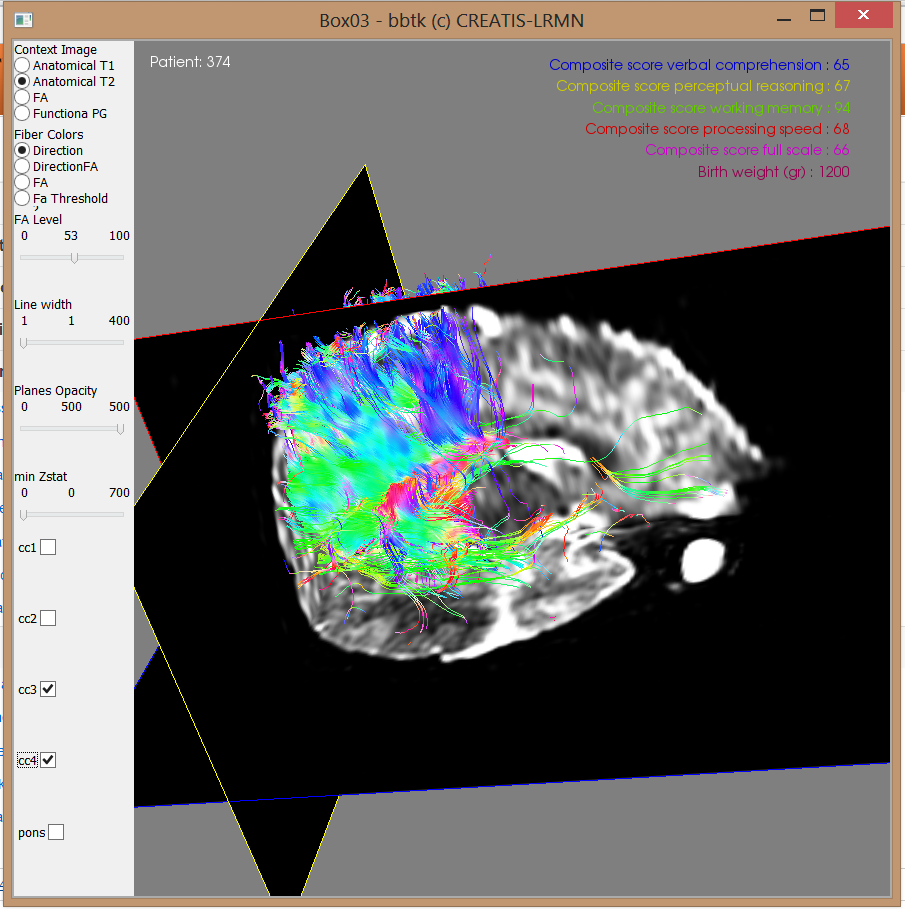 Box03 - bbtk (c) CREATIS-LRMN
Context Image
Anatomical T1
Anatomical T2
FA
Functiona PG
Fiber Colors
Direction
DirectionFA
FA
Fa Threshold
FA Level
0 53 100
Line width
1 1 400
Planes Opacity
0 500 500
min Zstat
0 0 700
cc1
cc2
cc3
cc4
pons
Patient: 374
Composite score verbal comprehension : 65
Composite score perceptual reasoning : 67
Composite score working memory : 94
Composite score processing speed : 68
Composite score full scale : 66
Birth weight (gr) : 1200